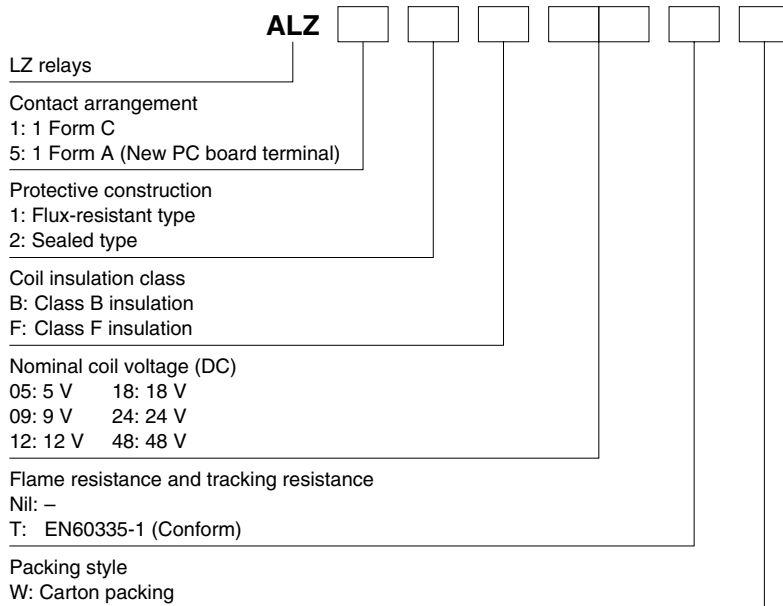 ALZ
LZ relays
Contact arrangement
1: 1 Form C
5: 1 Form A (New PC board terminal)
Protective construction
1: Flux-resistant type
2: Sealed type
Coil insulation class
B: Class B insulation
F: Class F insulation
Nominal coil voltage (DC)
05: 5 V 18: 18 V
09: 9 V 24: 24 V
12: 12 V 48: 48 V
Flame resistance and tracking resistance
Nil: –
T: EN60335-1 (Conform)
Packing style
W: Carton packing